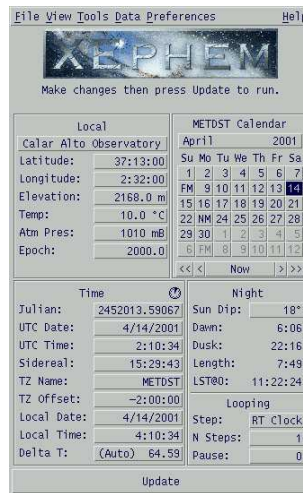 File View Tools Data Preferences Help
XEPHEM
Make changes then press Update to run.
Local
Calar Alto Observatory
Latitude: 37:13:00
Longitude: 2:32:00
Elevation: 2168.0 m
Temp: 10.0 °C
Atm Pres: 1010 mB
Epoch: 2000.0
METDST Calendar
April 2001
Su Mo Tu We Th Fr Sa
1 2 3 4 5 6 7
FM 9 10 11 12 13 14
15 16 17 18 19 20 21
22 NM 24 25 26 27 28
29 30 1 2 3 4 5
6 FM 8 9 10 11 12
<< < Now > >>
Time
Julian: 2452013.59067
UTC Date: 4/14/2001
UTC Time: 2:10:34
Sidereal: 15:29:43
TZ Name: METDST
TZ Offset: -2:00:00
Local Date: 4/14/2001
Local Time: 4:10:34
Delta T: (Auto) 64.59
Night
Sun Dip: 18°
Dawn: 6:06
Dusk: 22:16
Length: 7:49
LST@0: 11:22:24
Looping
Step: RT Clock
N Steps: 1
Pause: 0
Update